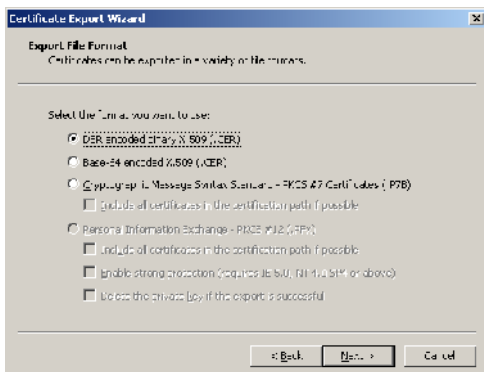 Certificate Export Wizard
Export File Format
Certificates can be exported in a variety of file formats.
Select the format you want to use:
DER encoded binary X.509 (.CER)
Base-64 encoded X.509 (.CER)
Cryptographic Message Syntax Standard - PKCS #7 Certificates (.P7B)
Include all certificates in the certification path if possible
Personal Information Exchange - PKCS #12 (.PFX)
Include all certificates in the certification path if possible
Enable strong protection (requires IE 5.0, NT 4.0 SP4 or above)
Delete the private key if the export is successful
< Back
Next >
Cancel